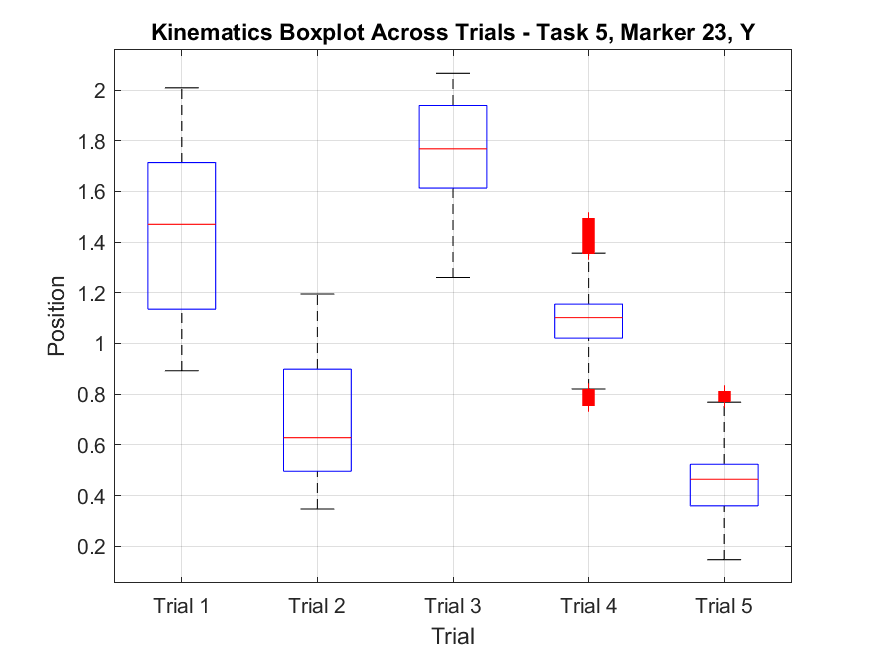 Kinematics Boxplot Across Trials - Task 5, Marker 23, Y
2
1.8
1.6
1.4
1.2
1
0.8
0.6
0.4
0.2
Position
Trial 1 Trial 2 Trial 3 Trial 4 Trial 5
Trial